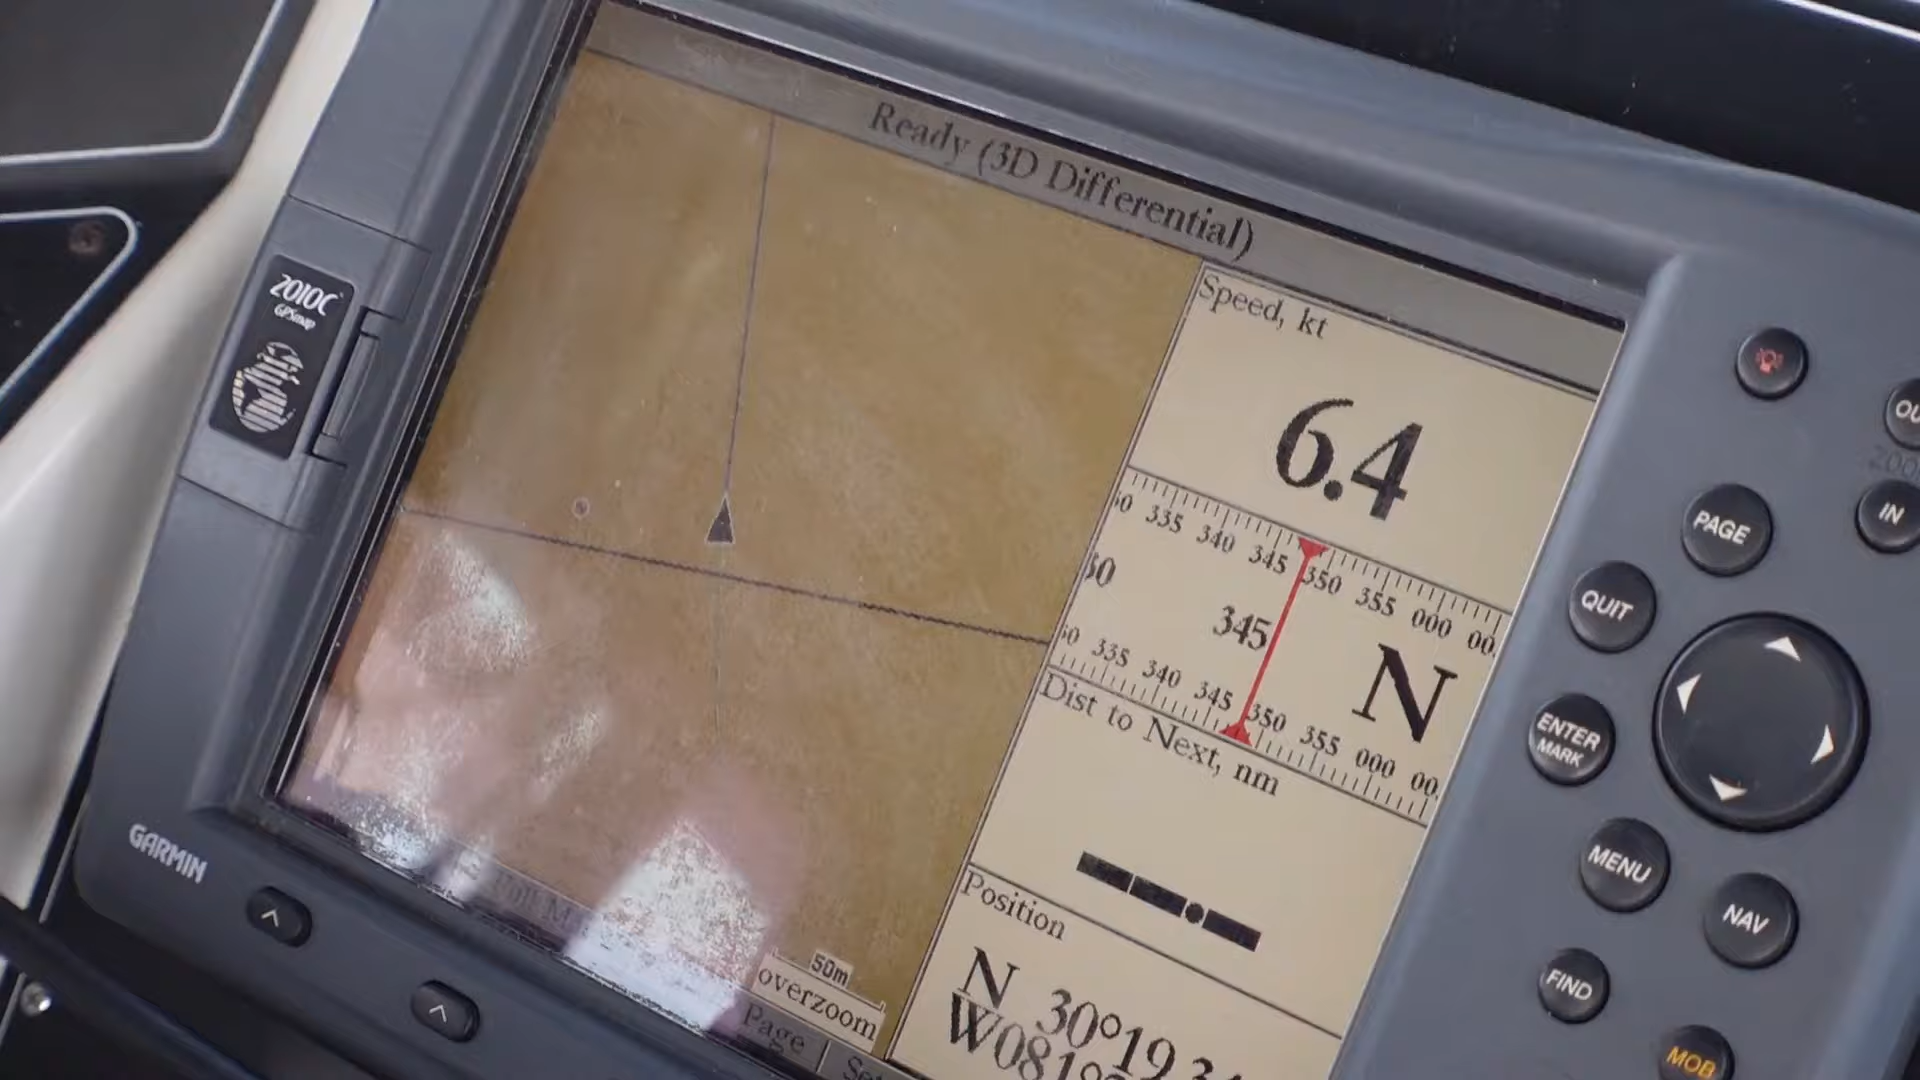 Ready (3D Differential)
2010C
GPSmap
Speed, kt
6.4
335 340 345 350 355 000
345 N
335 340 345 350 355 000
Dist to Next, nm
Position
N 30°19
W081°
50m
overzoom
Page
GARMIN
PAGE
IN
QUIT
ENTER
MARK
MENU
NAV
FIND
MOB